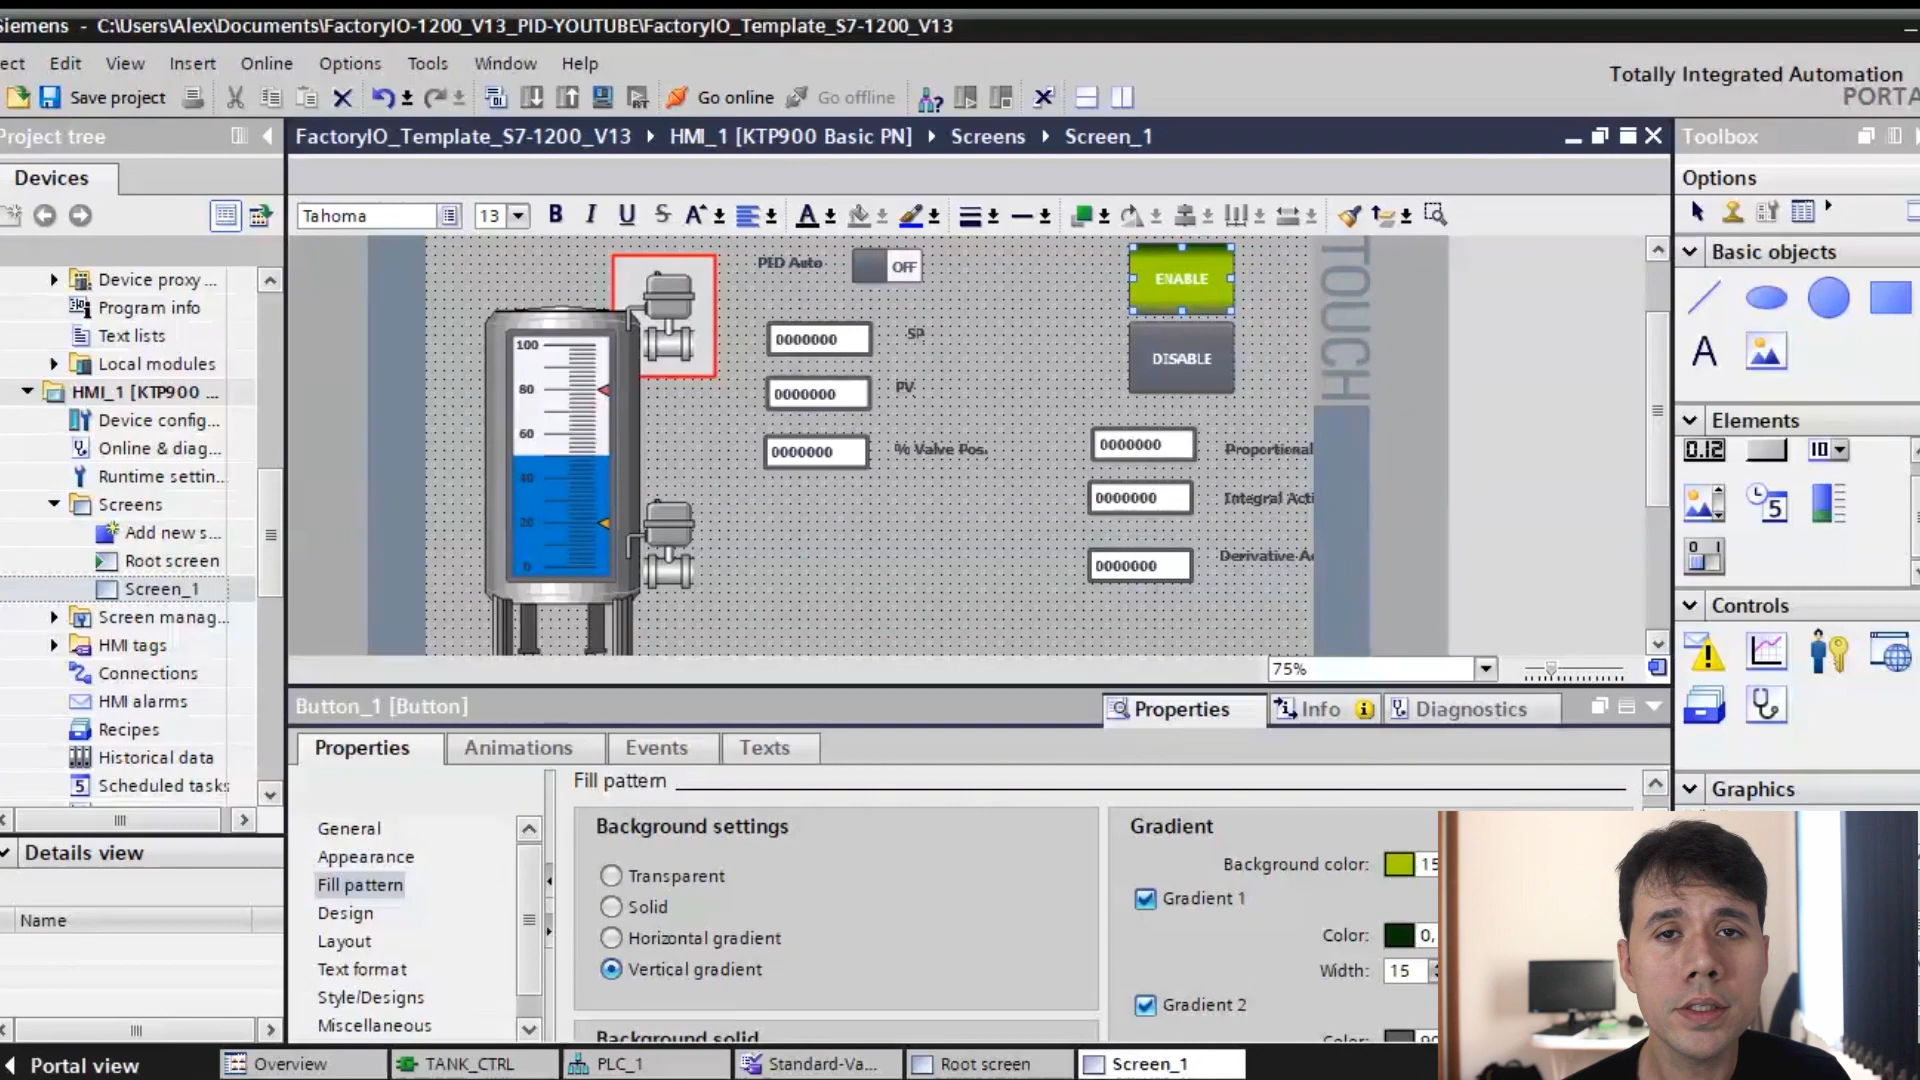 Siemens - C:\Users\Alex\Documents\FactoryIO-1200_V13_PID-YOUTUBE\FactoryIO_Template_S7-1200_V13
ect Edit View Insert Online Options Tools Window Help
Totally Integrated Automation
PORTA
Save project
Go online
Go offline
Project tree
FactoryIO_Template_S7-1200_V13 HMI_1 [KTP900 Basic PN] Screens Screen_1
Toolbox
Devices
Options
Tahoma 13 B I U S A A
Device proxy ...
Program info
Text lists
Local modules
HMI_1 [KTP900 ...
Device config...
Online & diag...
Runtime settin...
Screens
Add new s...
Root screen
Screen_1
Screen manag...
HMI tags
Connections
HMI alarms
Recipes
Historical data
Scheduled tasks
Details view
Name
100
80
60
40
20
0
PID Auto OFF
0000000 SP
0000000 PV
0000000 % Valve Pos.
ENABLE
DISABLE
0000000 Proportional
0000000 Integral Acti
0000000 Derivative Ac
TOUCH
75%
Basic objects
A
Elements
0.12 10
5
0 1
Controls
Graphics
Button_1 [Button]
Properties Info Diagnostics
Properties Animations Events Texts
General
Appearance
Fill pattern
Design
Layout
Text format
Style/Designs
Miscellaneous
Fill pattern
Background settings
Transparent
Solid
Horizontal gradient
Vertical gradient
Background solid
Gradient
Background color: 15
Gradient 1
Color: 0,
Width: 15
Gradient 2
Portal view Overview TANK_CTRL PLC_1 Standard-Va... Root screen Screen_1